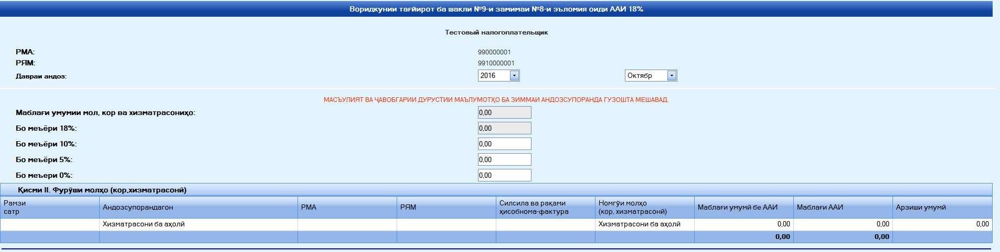 Воридкунии тағйирот ба шакли №9-и замимаи №8-и эъломия оиди ААИ 18%
Тестовый налогоплательщик
РМА: 990000001
РЯМ: 9910000001
Давраи андоз: 2016 Октябр
МАСЪУЛИЯТ ВА ҶАВОБГАРИИ ДУРУСТИИ МАЪЛУМОТҲО БА ЗИММАИ АНДОЗСУПОРАНДА ГУЗОШТА МЕШАВАД.
Маблағи умумии мол, кор ва хизматрасониҳо: 0,00
Бо меъёри 18%: 0,00
Бо меъёри 10%: 0,00
Бо меъёри 5%: 0,00
Бо меъери 0%: 0,00
Қисми II. Фурӯши молҳо (кор,хизматрасонӣ)
Рамзи
сатр
Андозсупорандагон
РМА
РЯМ
Силсила ва рақами
ҳисобнома-фактура
Номгӯи молҳо
(кор, хизматрасонӣ)
Маблағи умумӣ бе ААИ
Маблағи ААИ
Арзиши умумӣ
Хизматрасони ба аҳолӣ Хизматрасони ба аҳолӣ 0,00 0,00 0,00
0,00 0,00